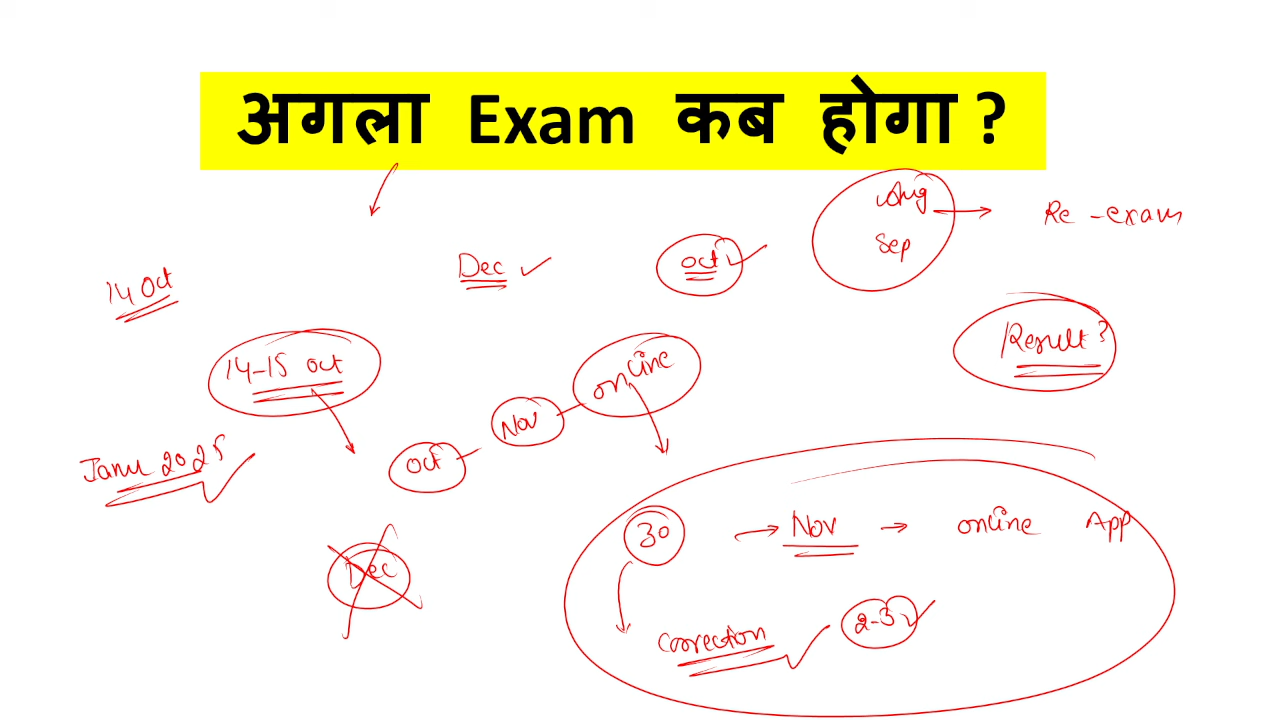 अगला Exam कब होगा ?
Aug
Sep
Re -exam
Dec
oct
14 Oct
Result?
14-15 oct
online
Nov
oct
Janu 2025
30 Nov online App
Dec
correction 2-3